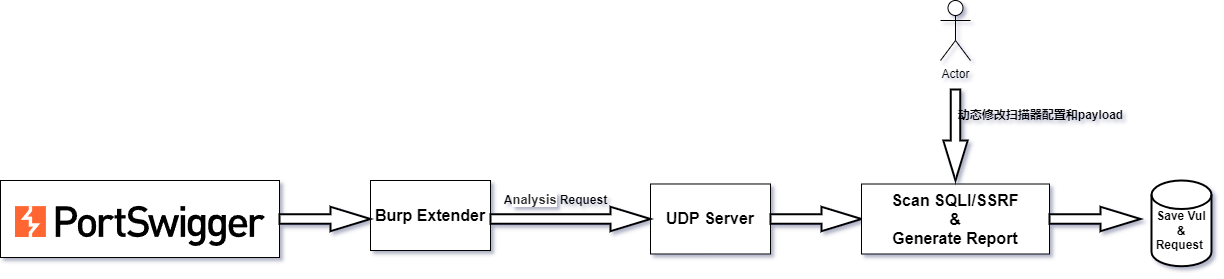 Actor
动态修改扫描器配置和payload
PortSwigger
Burp Extender
Analysis Request
UDP Server
Scan SQLI/SSRF
&
Generate Report
Save Vul
&
Request